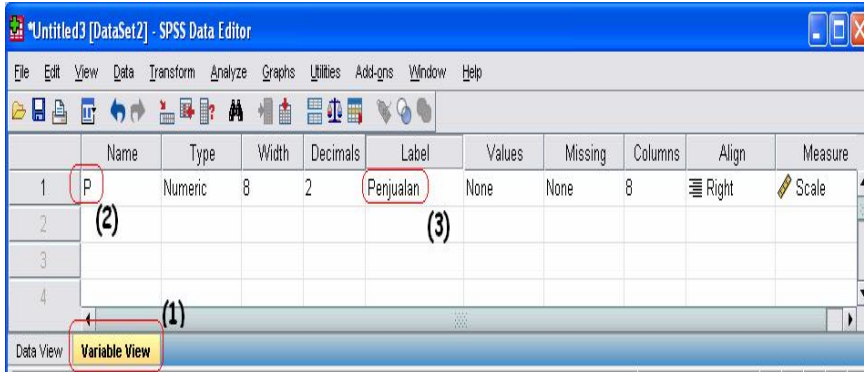 *Untitled3 [DataSet2] - SPSS Data Editor
File Edit View Data Transform Analyze Graphs Utilities Add-ons Window Help
Name Type Width Decimals Label Values Missing Columns Align Measure
1 P Numeric 8 2 Penjualan None None 8 Right Scale
2 (2) (3)
3
4
(1)
Data View Variable View